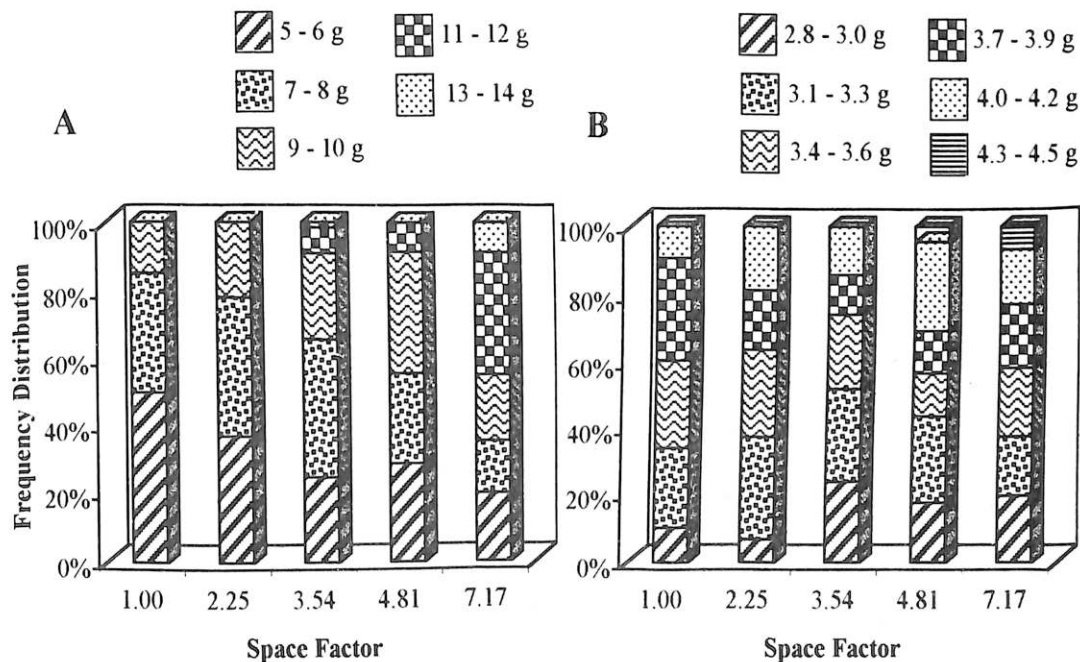 5 - 6 g
11 - 12 g
7 - 8 g
13 - 14 g
9 - 10 g
A
2.8 - 3.0 g
3.7 - 3.9 g
3.1 - 3.3 g
4.0 - 4.2 g
3.4 - 3.6 g
4.3 - 4.5 g
B
Frequency Distribution
100%
80%
60%
40%
20%
0%
1.00 2.25 3.54 4.81 7.17
Space Factor
100%
80%
60%
40%
20%
0%
1.00 2.25 3.54 4.81 7.17
Space Factor